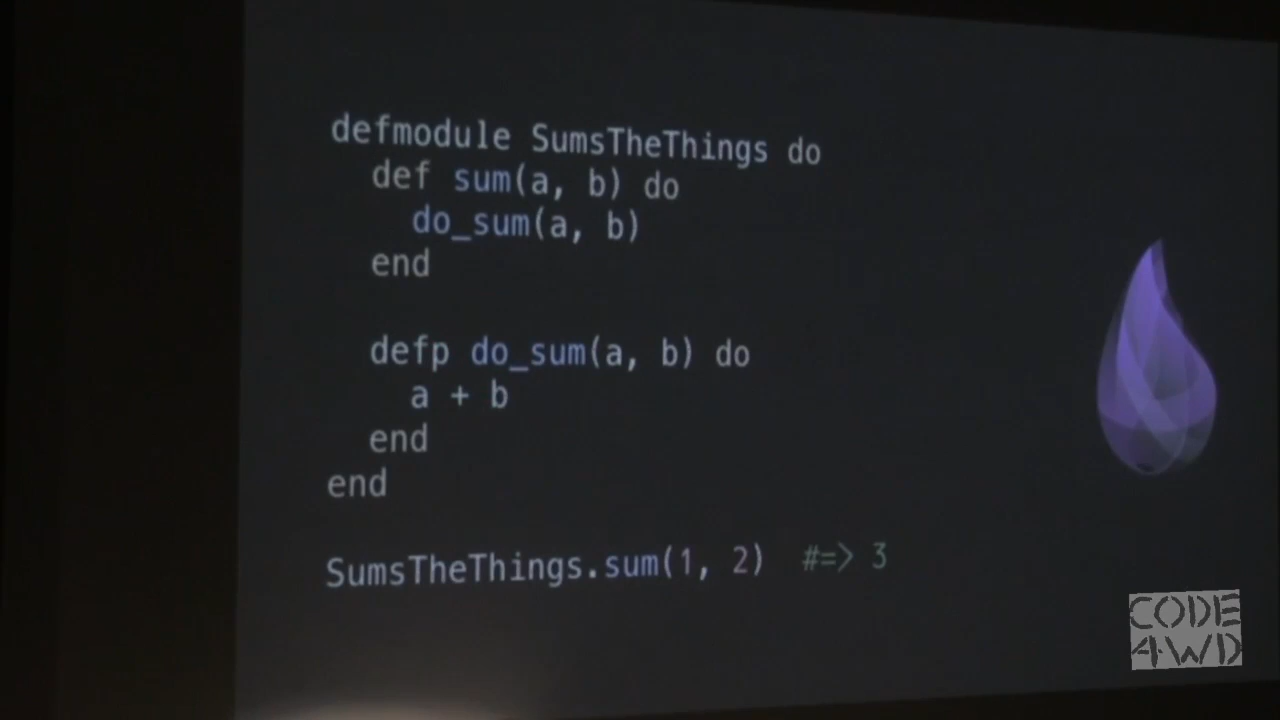 defmodule SumsTheThings do
  def sum(a, b) do
    do_sum(a, b)
  end

  defp do_sum(a, b) do
    a + b
  end
end

SumsTheThings.sum(1, 2)  #=> 3
CODE
4WD